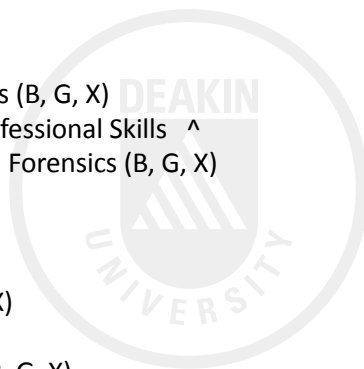 s (B, G, X)
DEAKIN
fessional Skills ^
Forensics (B, G, X)
X)
UNIVERSITY